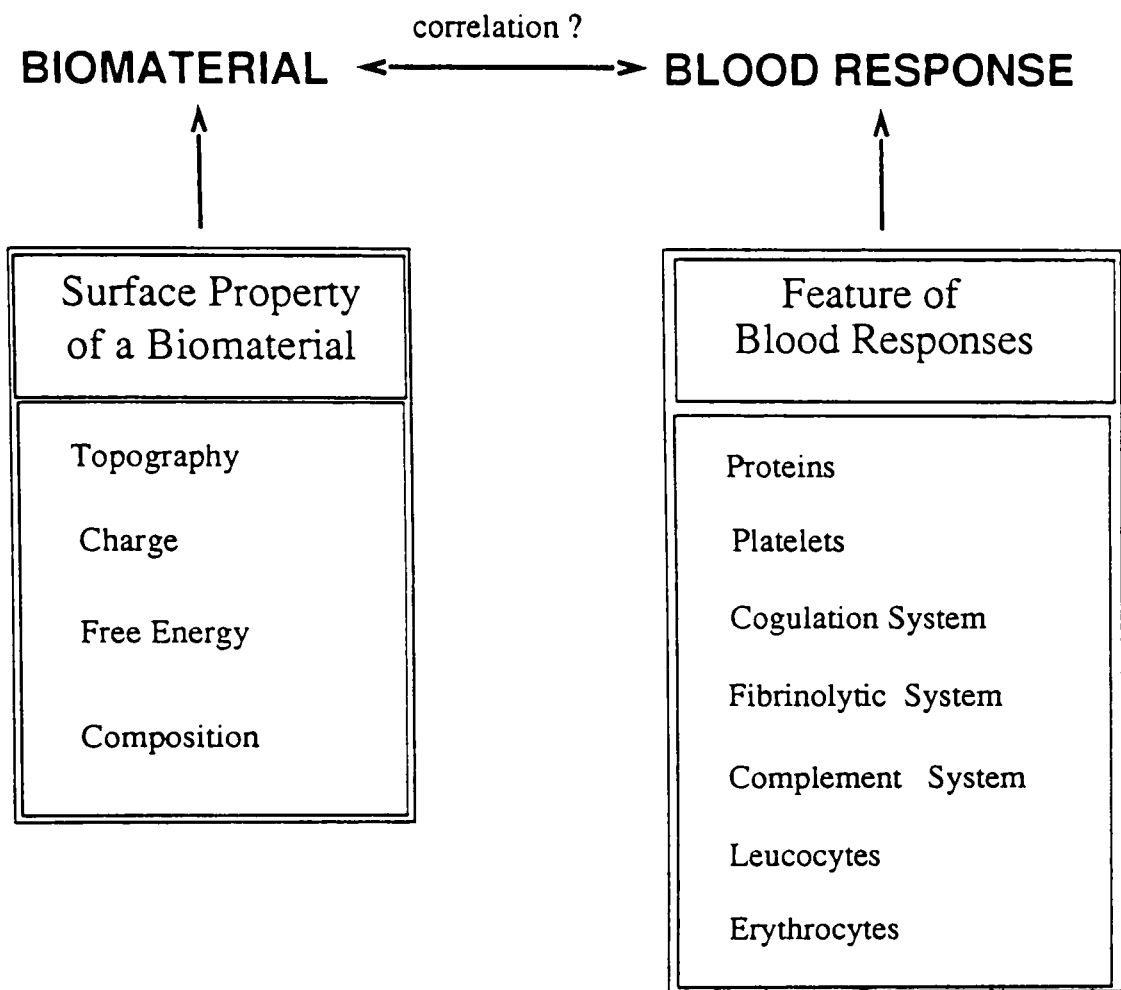 correlation ?
BIOMATERIAL
BLOOD RESPONSE
Surface Property
of a Biomaterial
Topography
Charge
Free Energy
Composition
Feature of
Blood Responses
Proteins
Platelets
Cogulation System
Fibrinolytic System
Complement System
Leucocytes
Erythrocytes